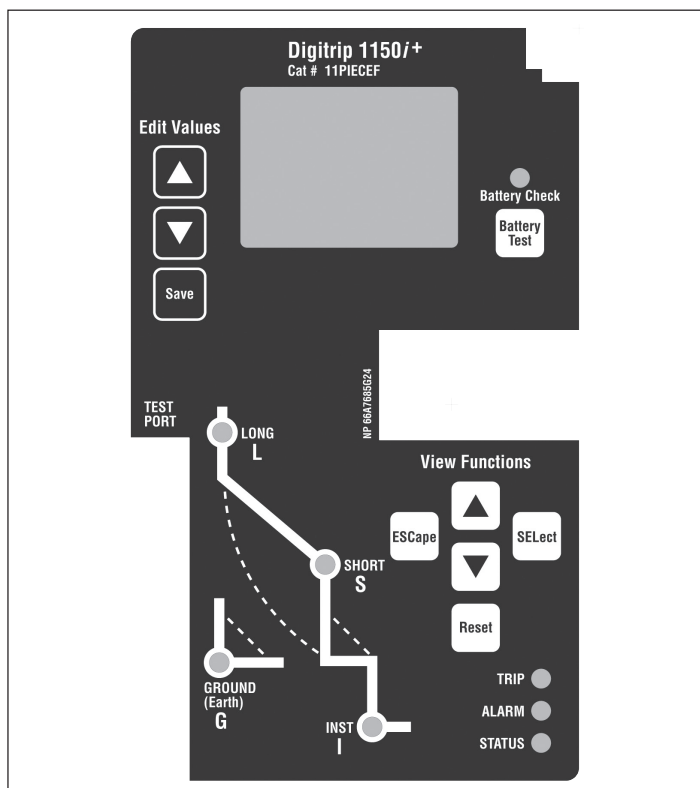 Digitrip 1150i+
Cat # 11PIECEF
Edit Values
Save
Battery Check
Battery
Test
TEST
PORT
NP 66A7685G24
LONG
L
SHORT
S
GROUND
(Earth)
G
INST
I
View Functions
ESCape
SELect
Reset
TRIP
ALARM
STATUS